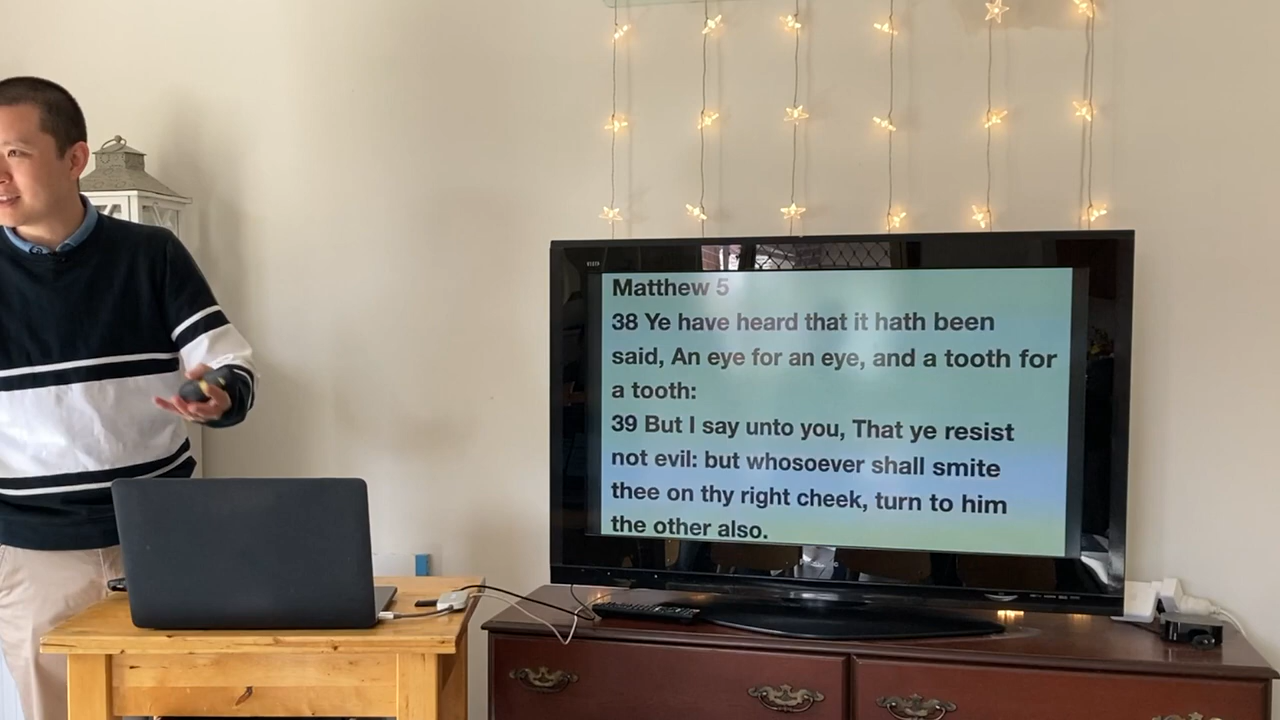 Matthew 5
38 Ye have heard that it hath been
said, An eye for an eye, and a tooth for
a tooth:
39 But I say unto you, That ye resist
not evil: but whosoever shall smite
thee on thy right cheek, turn to him
the other also.